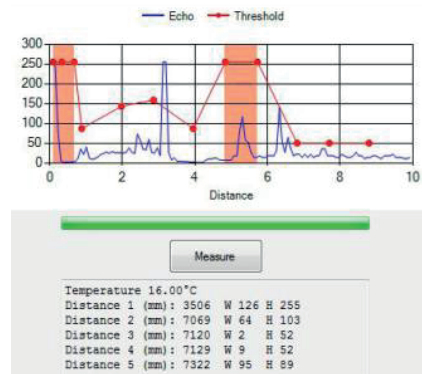 Echo Threshold
300
250
200
150
100
50
0
0 2 4 6 8 10
Distance
Measure
Temperature 16.00°C
Distance 1 (mm): 3506 W 126 H 255
Distance 2 (mm): 7069 W 64 H 103
Distance 3 (mm): 7120 W 2 H 52
Distance 4 (mm): 7129 W 9 H 52
Distance 5 (mm): 7322 W 95 H 89